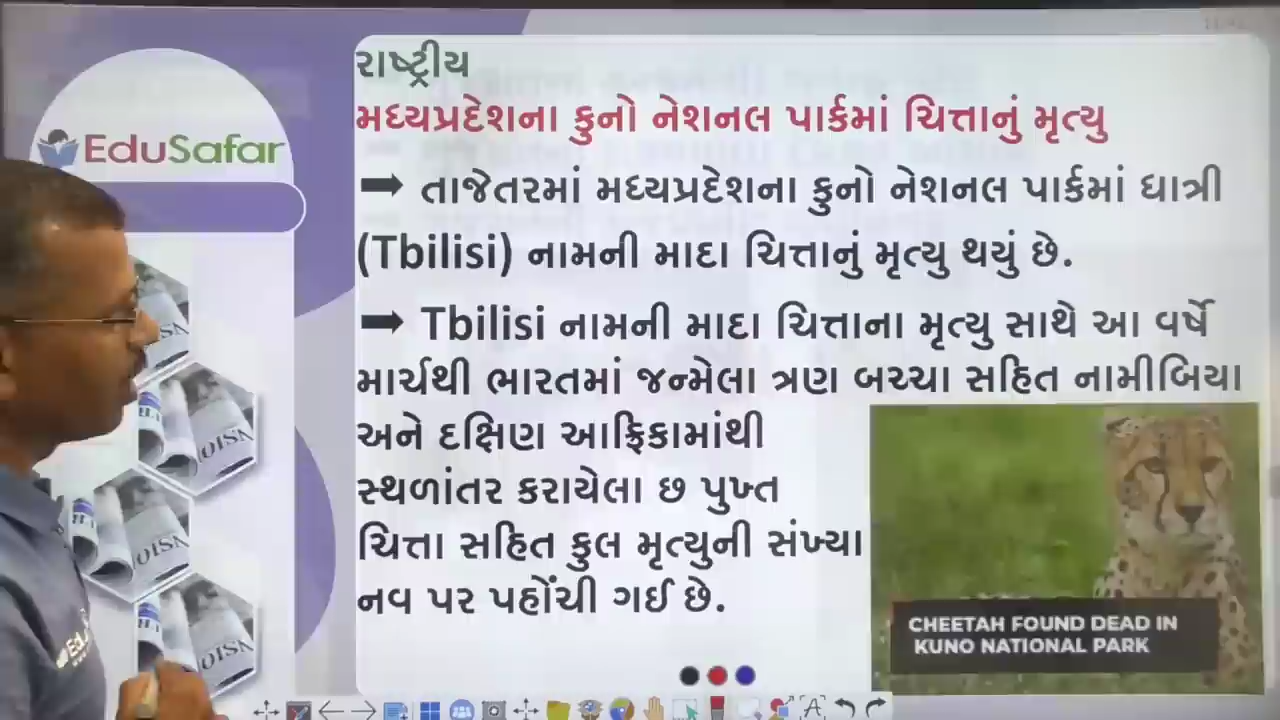 રાષ્ટ્રીય
EduSafar
મધ્યપ્રદેશના કુનો નેશનલ પાર્કમાં ચિત્તાનું મૃત્યુ
➡ તાજેતરમાં મધ્યપ્રદેશના કુનો નેશનલ પાર્કમાં ધાત્રી
(Tbilisi) નામની માદા ચિત્તાનું મૃત્યુ થયું છે.
➡ Tbilisi નામની માદા ચિત્તાના મૃત્યુ સાથે આ વર્ષે
માર્ચથી ભારતમાં જન્મેલા ત્રણ બચ્ચા સહિત નામીબિયા
અને દક્ષિણ આફ્રિકામાંથી
સ્થળાંતર કરાયેલા છ પુખ્ત
ચિત્તા સહિત કુલ મૃત્યુની સંખ્યા
નવ પર પહોંચી ગઈ છે.
CHEETAH FOUND DEAD IN
KUNO NATIONAL PARK